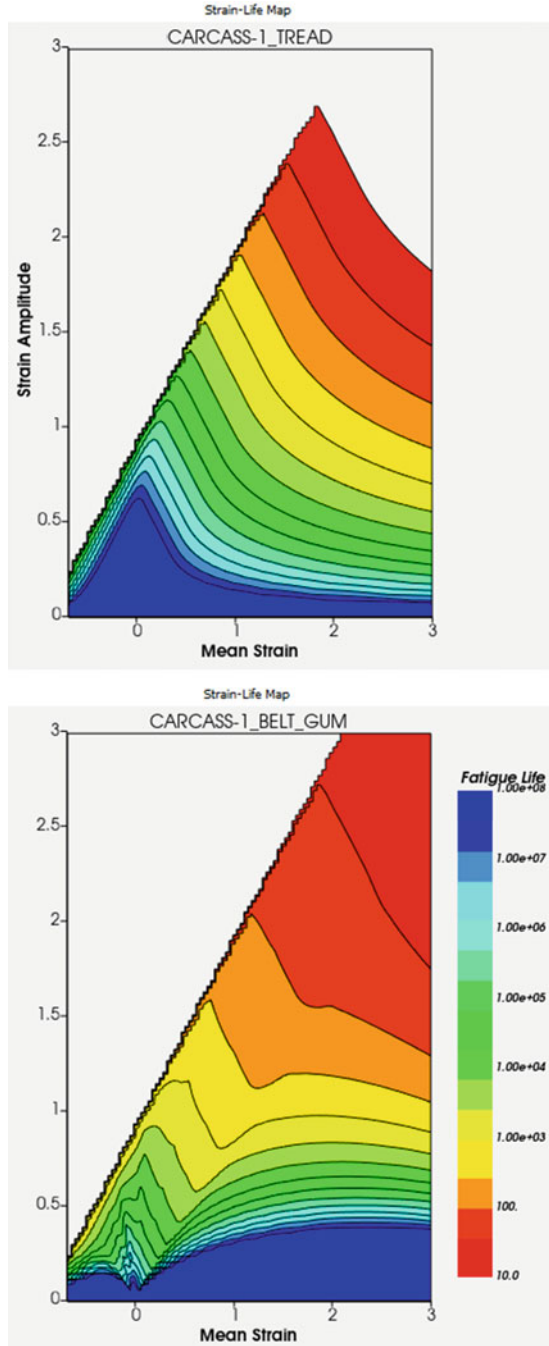 Strain-Life Map
CARCASS-1_TREAD
3
2.5
2
1.5
1
0.5
0
Strain Amplitude
0
1
2
3
Mean Strain
Strain-Life Map
CARCASS-1_BELT_GUM
3
2.5
2
1.5
1
0.5
0
0
1
2
3
Mean Strain
Fatigue Life
1.00e+08
1.00e+07
1.00e+06
1.00e+05
1.00e+04
1.00e+03
100.
10.0